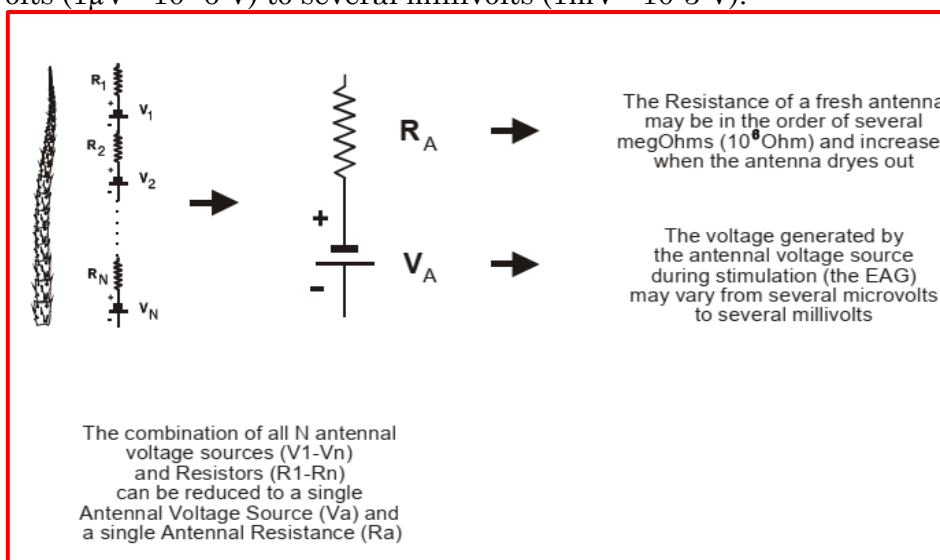 olts (1μV = 10-6 V) to several millivolts (1mV = 10-3 V).
R1
+
V1
-
R2
+
V2
-
RN
+
VN
-
RA
+
VA
-
The Resistance of a fresh antenna
may be in the order of several
megOhms (10⁶Ohm) and increase
when the antenna dryes out
The voltage generated by
the antennal voltage source
during stimulation (the EAG)
may vary from several microvolts
to several millivolts
The combination of all N antennal
voltage sources (V1-Vn)
and Resistors (R1-Rn)
can be reduced to a single
Antennal Voltage Source (Va) and
a single Antennal Resistance (Ra)